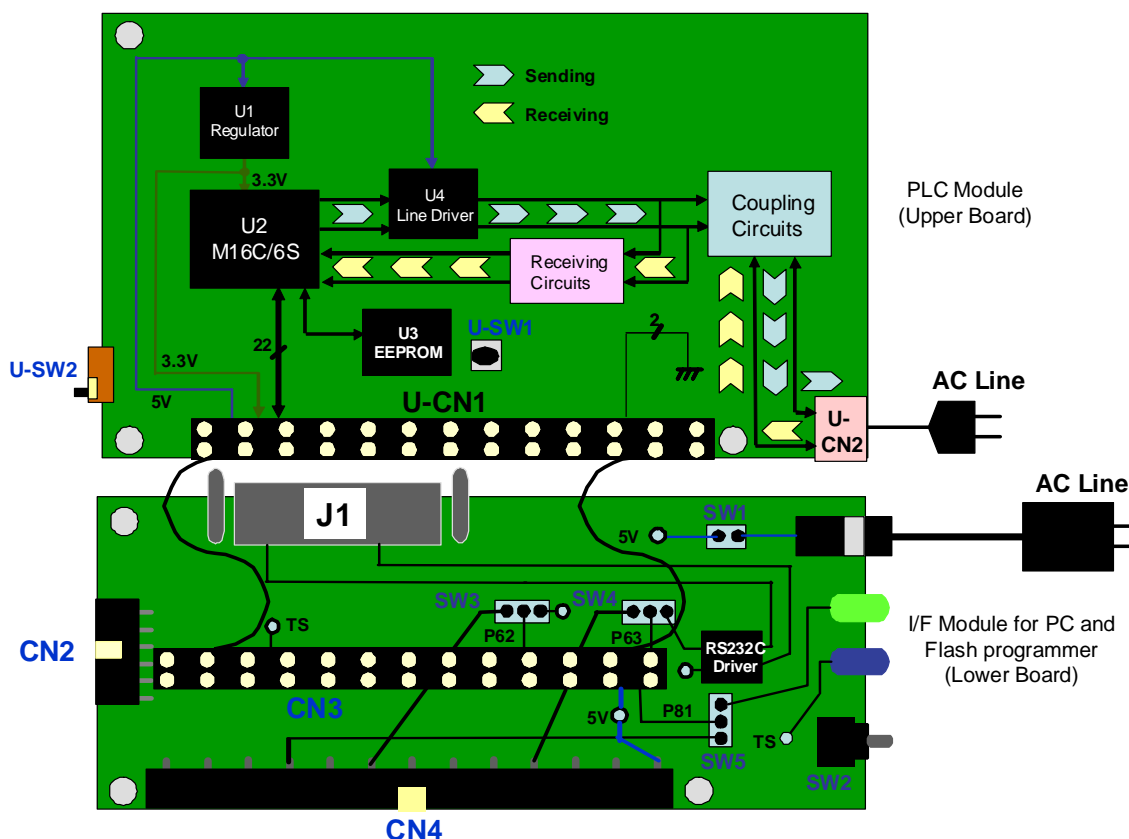 Sending
Receiving
U1
Regulator
3.3V
U2
M16C/6S
U4
Line Driver
Coupling
Circuits
Receiving
Circuits
PLC Module
(Upper Board)
U3
EEPROM
U-SW1
2
22
3.3V
5V
U-SW2
U-CN1
U-
CN2
AC Line
AC Line
J1
SW1
5V
SW3
SW4
TS
P62
P63
RS232C
Driver
I/F Module for PC and
Flash programmer
(Lower Board)
CN2
CN3
5V
P81
TS
SW5
SW2
CN4